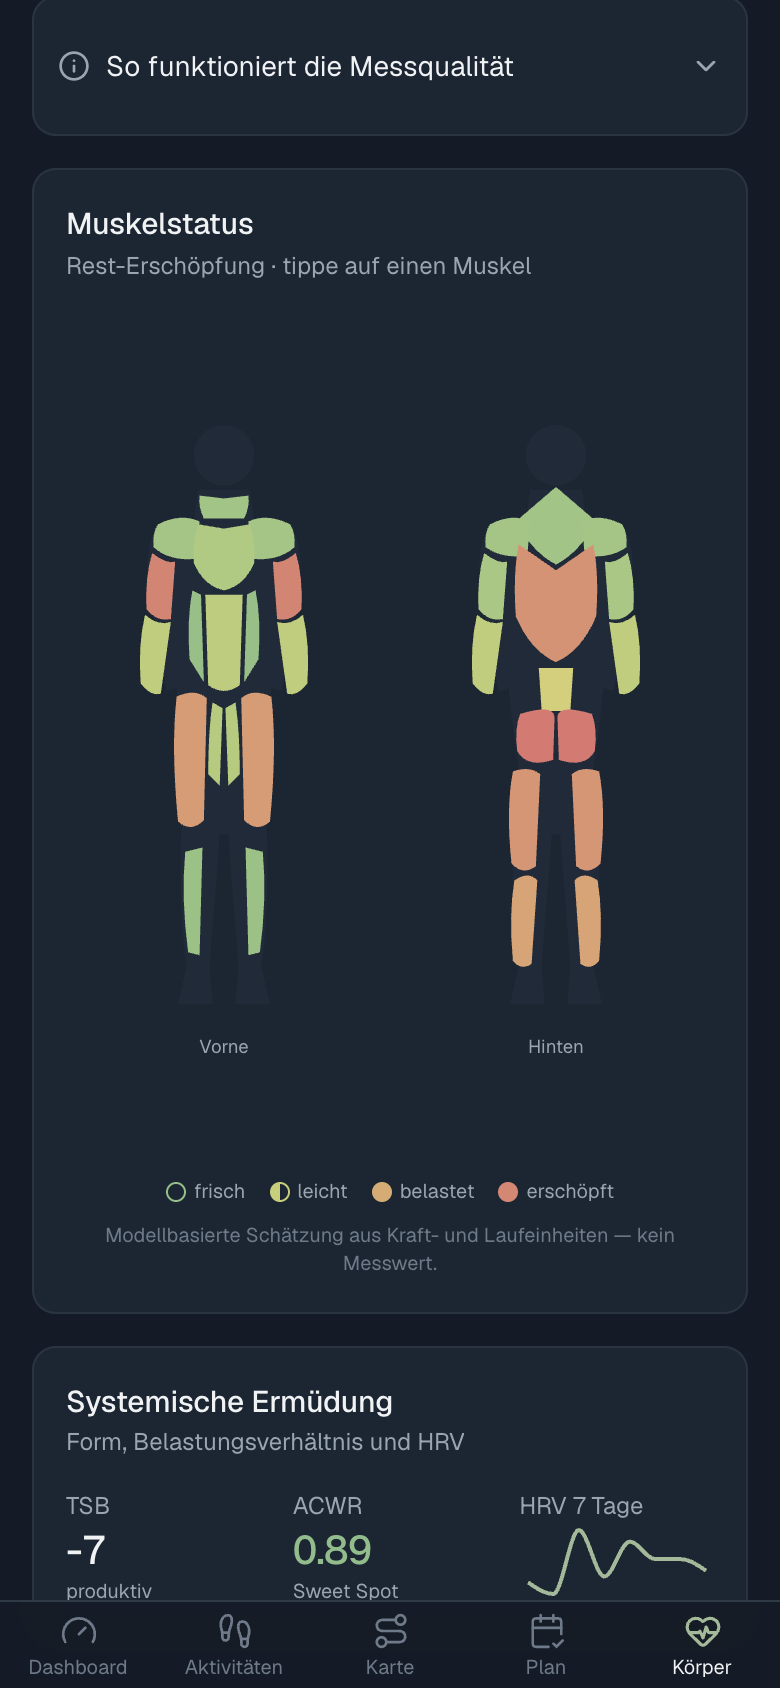 So funktioniert die Messqualität
Muskelstatus
Rest-Erschöpfung · tippe auf einen Muskel
Vorne
Hinten
frisch
leicht
belastet
erschöpft
Modellbasierte Schätzung aus Kraft- und Laufeinheiten — kein
Messwert.
Systemische Ermüdung
Form, Belastungsverhältnis und HRV
TSB
ACWR
HRV 7 Tage
-7
0.89
produktiv
Sweet Spot
Dashboard
Aktivitäten
Karte
Plan
Körper